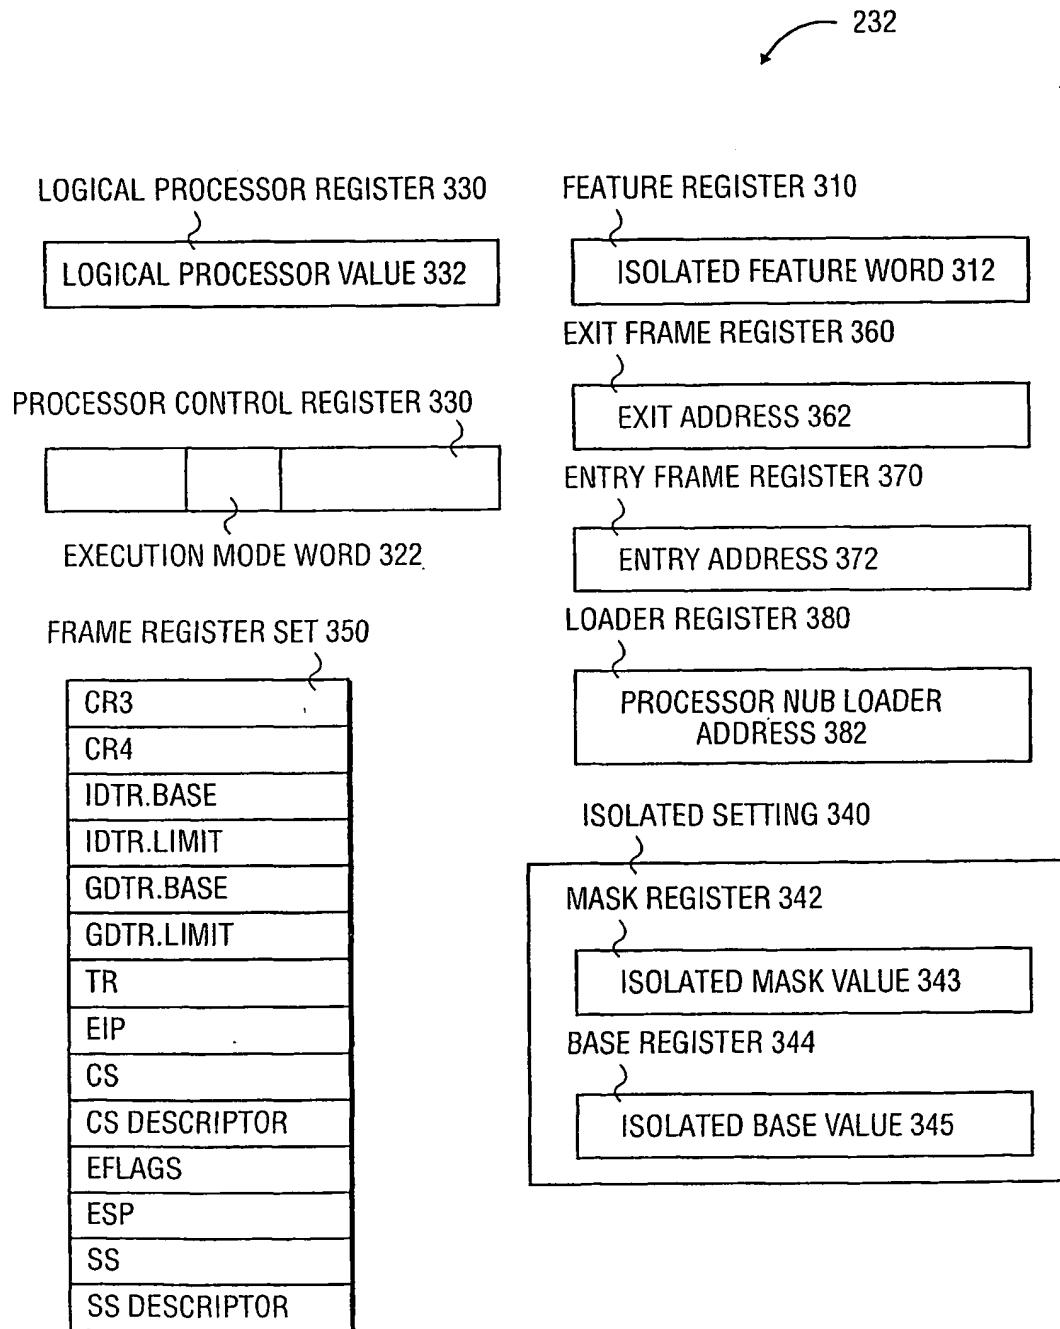 232
LOGICAL PROCESSOR REGISTER 330
LOGICAL PROCESSOR VALUE 332
PROCESSOR CONTROL REGISTER 330
EXECUTION MODE WORD 322
FRAME REGISTER SET 350
CR3
CR4
IDTR.BASE
IDTR.LIMIT
GDTR.BASE
GDTR.LIMIT
TR
EIP
CS
CS DESCRIPTOR
EFLAGS
ESP
SS
SS DESCRIPTOR
FEATURE REGISTER 310
ISOLATED FEATURE WORD 312
EXIT FRAME REGISTER 360
EXIT ADDRESS 362
ENTRY FRAME REGISTER 370
ENTRY ADDRESS 372
LOADER REGISTER 380
PROCESSOR NUB LOADER
ADDRESS 382
ISOLATED SETTING 340
MASK REGISTER 342
ISOLATED MASK VALUE 343
BASE REGISTER 344
ISOLATED BASE VALUE 345